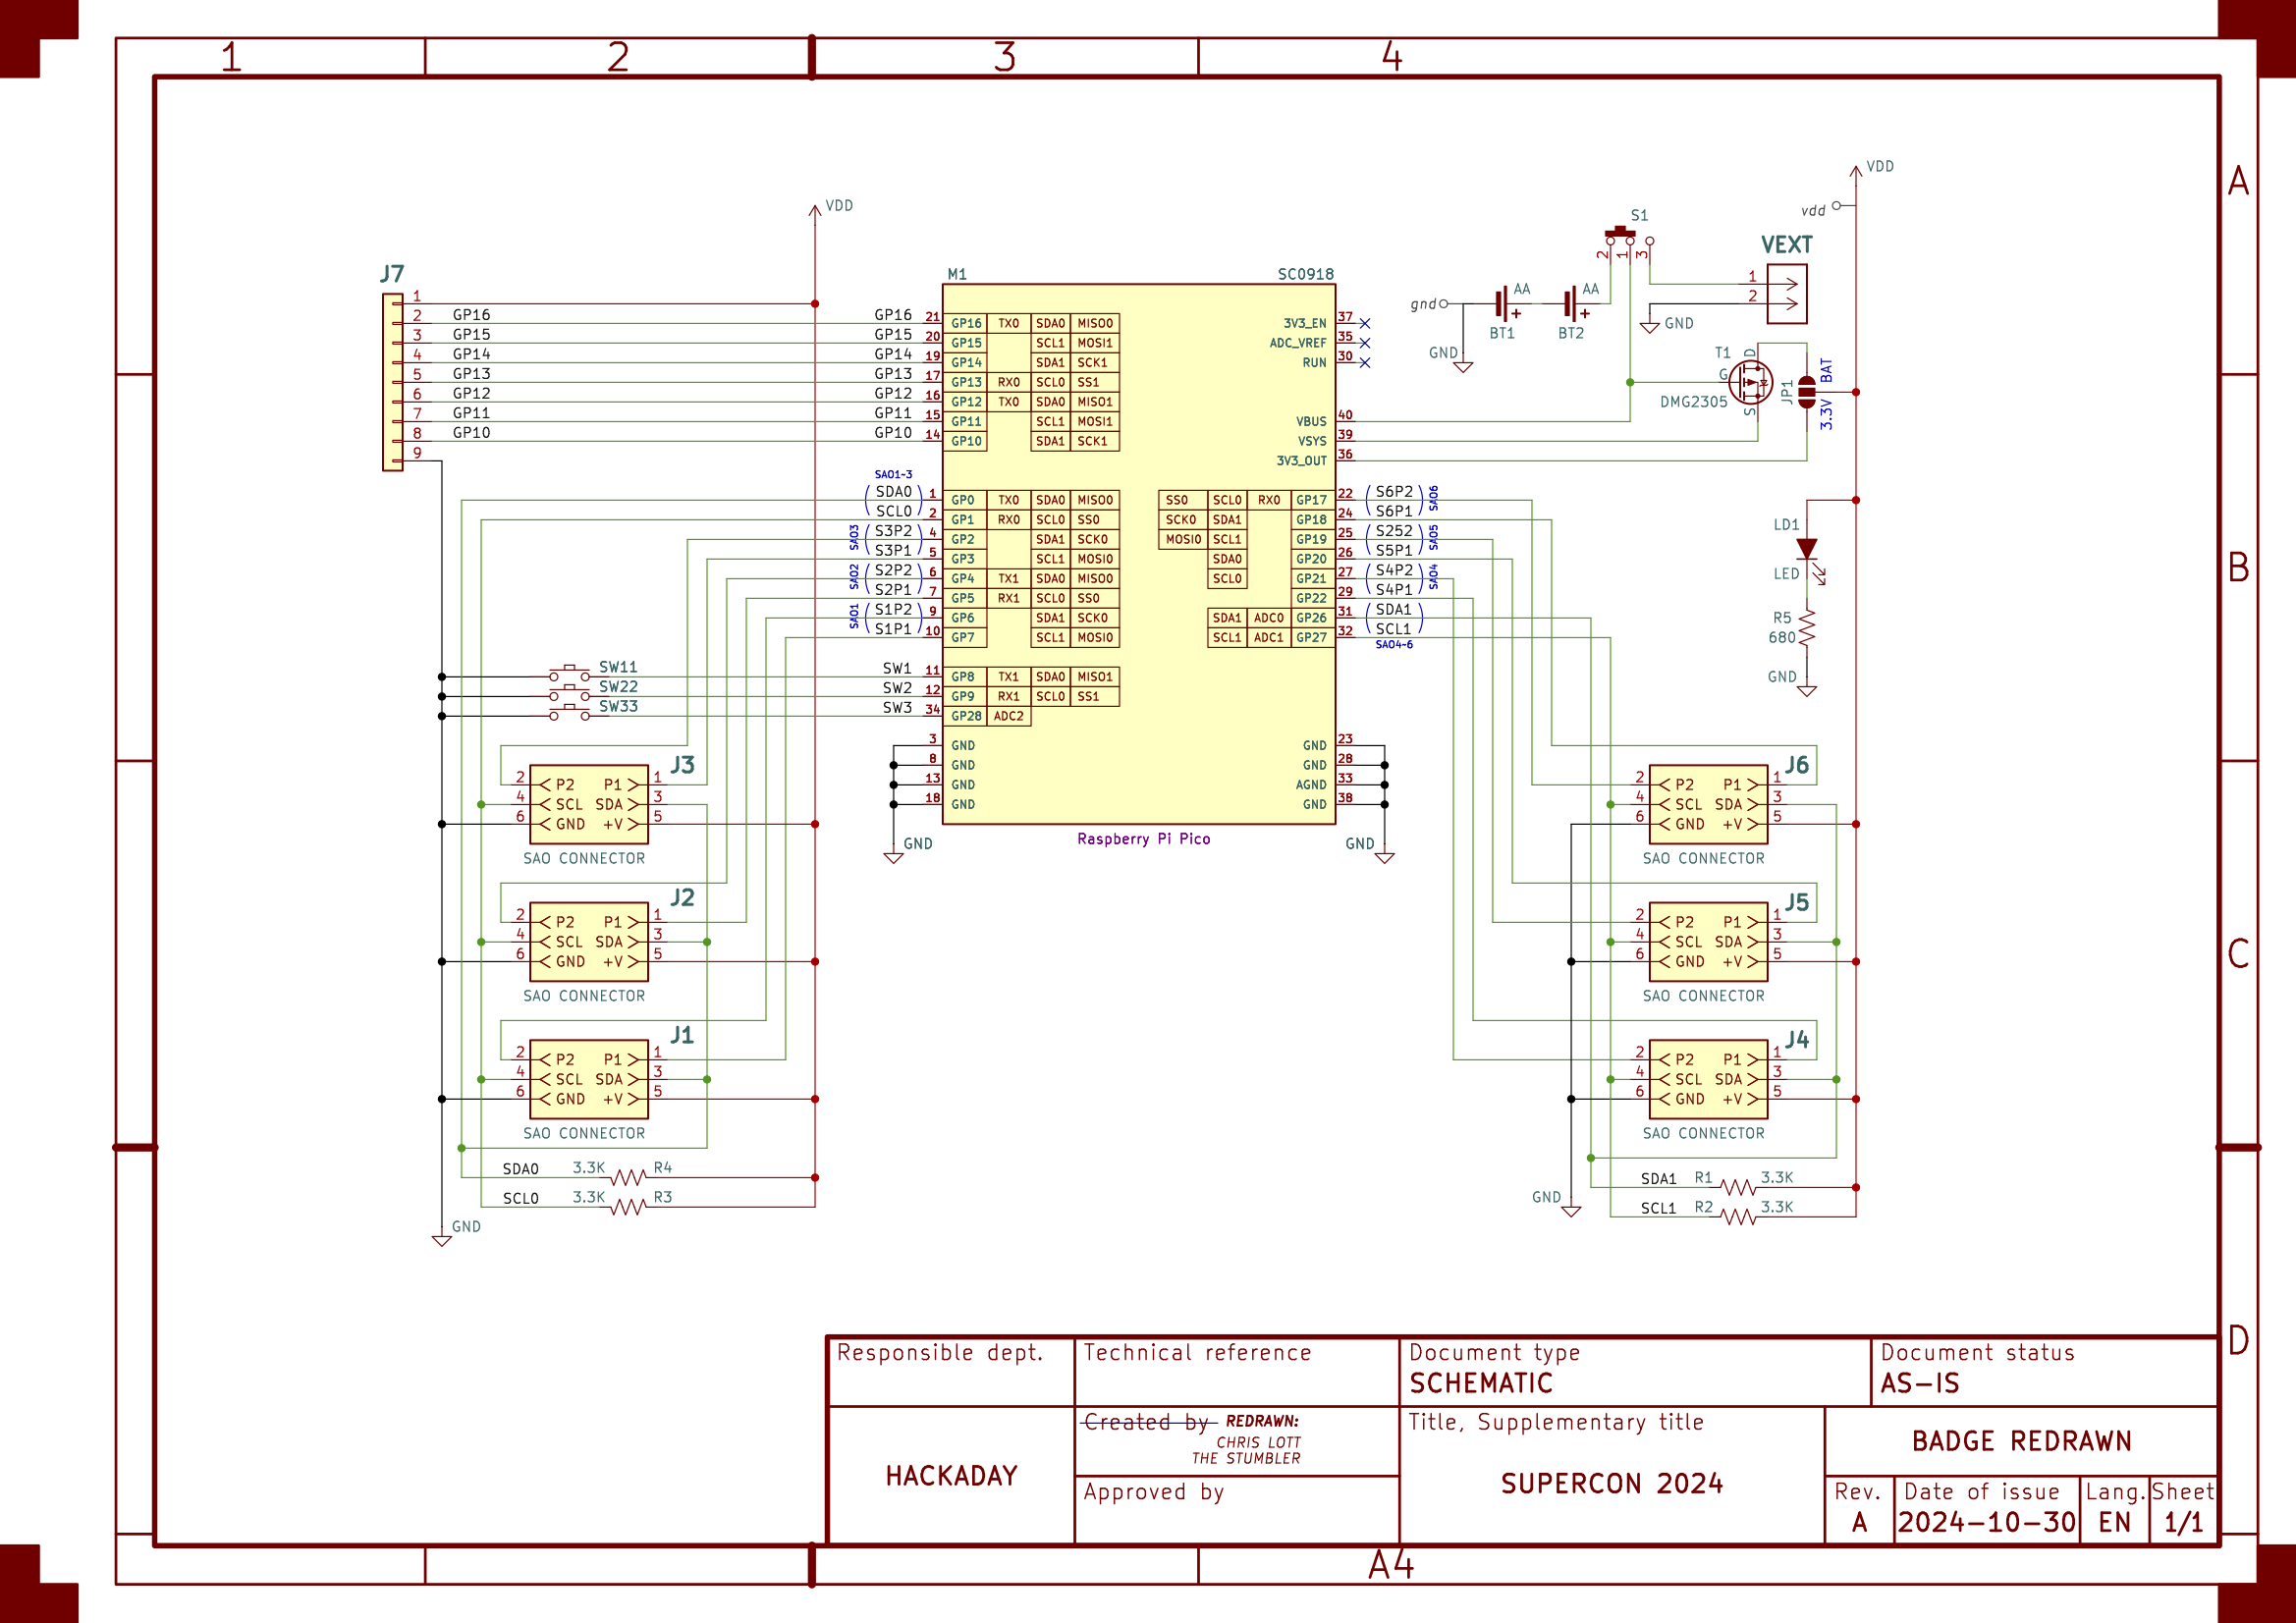 1 2 3 4
A
VDD
vdd
VDD
S1
2 1 3
VEXT
1
2
GND
J7
M1 SC0918
gnd
AA AA
BT1 BT2
+ +
GND
1
2 GP16 GP16 21 GP16 TX0 SDA0 MISO0 3V3_EN 37
3 GP15 GP15 20 GP15 SCL1 MOSI1 ADC_VREF 35
4 GP14 GP14 19 GP14 SDA1 SCK1 RUN 30
5 GP13 GP13 17 GP13 RX0 SCL0 SS1
6 GP12 GP12 16 GP12 TX0 SDA0 MISO1
7 GP11 GP11 15 GP11 SCL1 MOSI1 VBUS 40
8 GP10 GP10 14 GP10 SDA1 SCK1 VSYS 39
9 3V3_OUT 36
T1 D
G
DMG2305
S
JP1
BAT
3.3V
SAO1-3
SDA0 1 GP0 TX0 SDA0 MISO0 SS0 SCL0 RX0 GP17 22 S6P2
SCL0 2 GP1 RX0 SCL0 SS0 SCK0 SDA1 GP18 24 S6P1
SAO6
SAO3
S3P2 4 GP2 SDA1 SCK0 MOSI0 SCL1 GP19 25 S252
S3P1 5 GP3 SCL1 MOSI0 SDA0 GP20 26 S5P1
SAO5
SAO2
S2P2 6 GP4 TX1 SDA0 MISO0 SCL0 GP21 27 S4P2
S2P1 7 GP5 RX1 SCL0 SS0 GP22 29 S4P1
SAO4
SAO1
S1P2 9 GP6 SDA1 SCK0 SDA1 ADC0 GP26 31 SDA1
S1P1 10 GP7 SCL1 MOSI0 SCL1 ADC1 GP27 32 SCL1
SAO4-6
LD1
LED
R5
680
GND
B
SW11 SW1 11 GP8 TX1 SDA0 MISO1
SW22 SW2 12 GP9 RX1 SCL0 SS1
SW33 SW3 34 GP28 ADC2
3 GND GND 23
8 GND GND 28
13 GND AGND 33
18 GND GND 38
GND
Raspberry Pi Pico
GND
J3
2 P2 P1 1
4 SCL SDA 3
6 GND +V 5
SAO CONNECTOR
J6
2 P2 P1 1
4 SCL SDA 3
6 GND +V 5
SAO CONNECTOR
J2
2 P2 P1 1
4 SCL SDA 3
6 GND +V 5
SAO CONNECTOR
J5
2 P2 P1 1
4 SCL SDA 3
6 GND +V 5
SAO CONNECTOR
C
J1
2 P2 P1 1
4 SCL SDA 3
6 GND +V 5
SAO CONNECTOR
J4
2 P2 P1 1
4 SCL SDA 3
6 GND +V 5
SAO CONNECTOR
SDA0 3.3K R4
SCL0 3.3K R3
GND
SDA1 R1 3.3K
SCL1 R2 3.3K
GND
D
Responsible dept.
HACKADAY
Technical reference
Created by REDRAWN:
CHRIS LOTT
THE STUMBLER
Approved by
Document type
SCHEMATIC
Document status
AS-IS
Title, Supplementary title
SUPERCON 2024
BADGE REDRAWN
Rev. Date of issue Lang. Sheet
A 2024-10-30 EN 1/1
A4